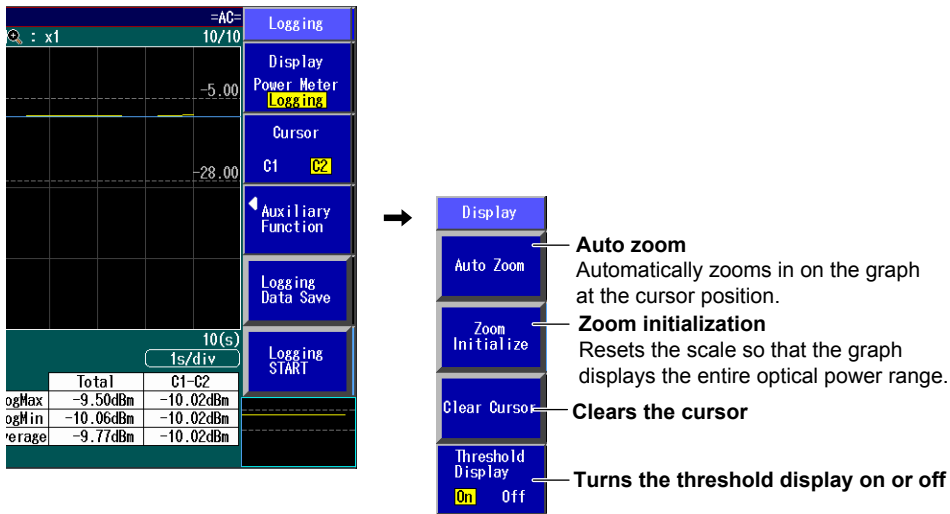 =AC=
: x1 10/10
-5.00
-28.00
10(s)
1s/div
Total C1-C2
ogMax -9.50dBm -10.02dBm
ogMin -10.06dBm -10.02dBm
verage -9.77dBm -10.02dBm
Logging
Display
Power Meter
Logging
Cursor
C1 C2
Auxiliary
Function
Logging
Data Save
Logging
START
Display
Auto Zoom
Zoom
Initialize
Clear Cursor
Threshold
Display
On Off
Auto zoom
Automatically zooms in on the graph
at the cursor position.
Zoom initialization
Resets the scale so that the graph
displays the entire optical power range.
Clears the cursor
Turns the threshold display on or off